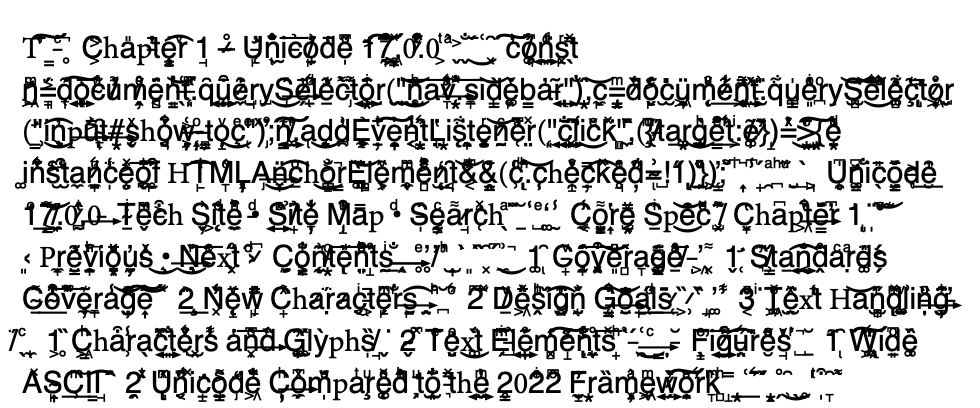 T – Chapter 1 – Unicode 17.0.0 const
n=document.querySelector("nav.sidebar"),c=document.querySelector
("input#show-toc");n.addEventListener("click",({target:e})=>{e
instanceof HTMLAnchorElement&&(c.checked=!1)}); Unicode
17.0.0 Tech Site • Site Map • Search Core Spec / Chapter 1
‹ Previous • Next › Contents / 1 Coverage / 1 Standards
Coverage 2 New Characters 2 Design Goals / 3 Text Handling
/ 1 Characters and Glyphs / 2 Text Elements – Figures 1 Wide
ASCII 2 Unicode Compared to the 2022 Framework